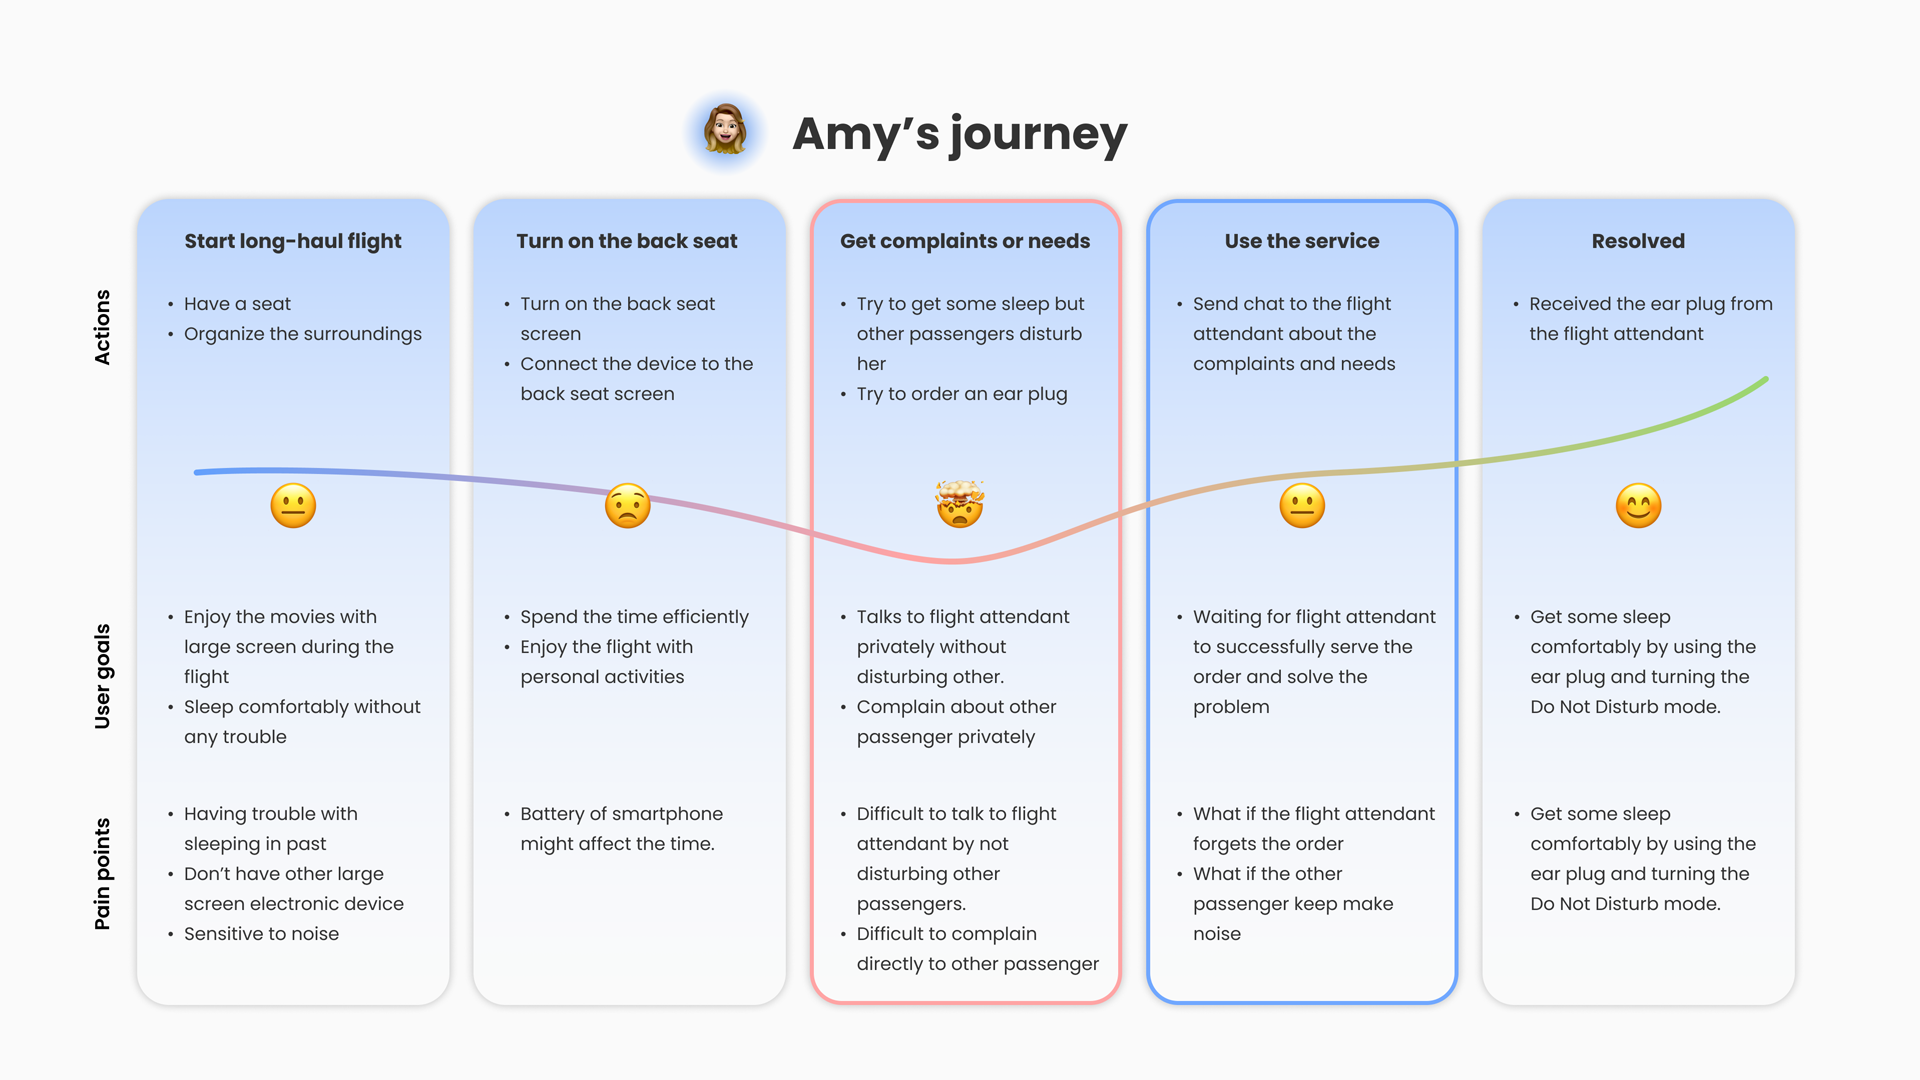 Amy’s journey
Start long-haul flight
Turn on the back seat
Get complaints or needs
Use the service
Resolved
Actions
• Have a seat
• Organize the surroundings
• Turn on the back seat
screen
• Connect the device to the
back seat screen
• Try to get some sleep but
other passengers disturb
her
• Try to order an ear plug
• Send chat to the flight
attendant about the
complaints and needs
• Received the ear plug from
the flight attendant
User goals
• Enjoy the movies with
large screen during the
flight
• Sleep comfortably without
any trouble
• Spend the time efficiently
• Enjoy the flight with
personal activities
• Talks to flight attendant
privately without
disturbing other.
• Complain about other
passenger privately
• Waiting for flight attendant
to successfully serve the
order and solve the
problem
• Get some sleep
comfortably by using the
ear plug and turning the
Do Not Disturb mode.
Pain points
• Having trouble with
sleeping in past
• Don’t have other large
screen electronic device
• Sensitive to noise
• Battery of smartphone
might affect the time.
• Difficult to talk to flight
attendant by not
disturbing other
passengers.
• Difficult to complain
directly to other passenger
• What if the flight attendant
forgets the order
• What if the other
passenger keep make
noise
• Get some sleep
comfortably by using the
ear plug and turning the
Do Not Disturb mode.